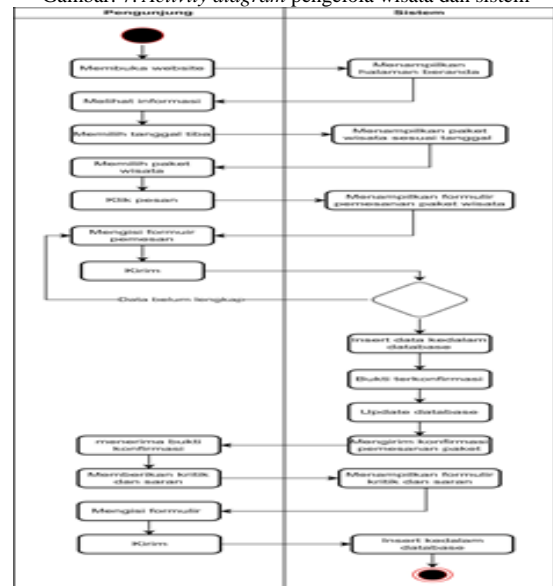 Gambar. 7. Activity diagram pengelola wisata dan sistem
Pengunjung
Sistem
Membuka website
Menampilkan
halaman beranda
Melihat informasi
Memilih tanggal tiba
Menampilkan paket
wisata sesuai tanggal
Memilih paket
wisata
Klik pesan
Menampilkan formulir
pemesanan paket wisata
Mengisi formulir
pemesan
Kirim
Data belum lengkap
Insert data kedalam
database
Bukti terkonfirmasi
Update database
Mengirim konfirmasi
pemesanan paket
menerima bukti
konfirmasi
Memberikan kritik
dan saran
Menampilkan formulir
kritik dan saran
Mengisi formulir
Kirim
Insert kedalam
database